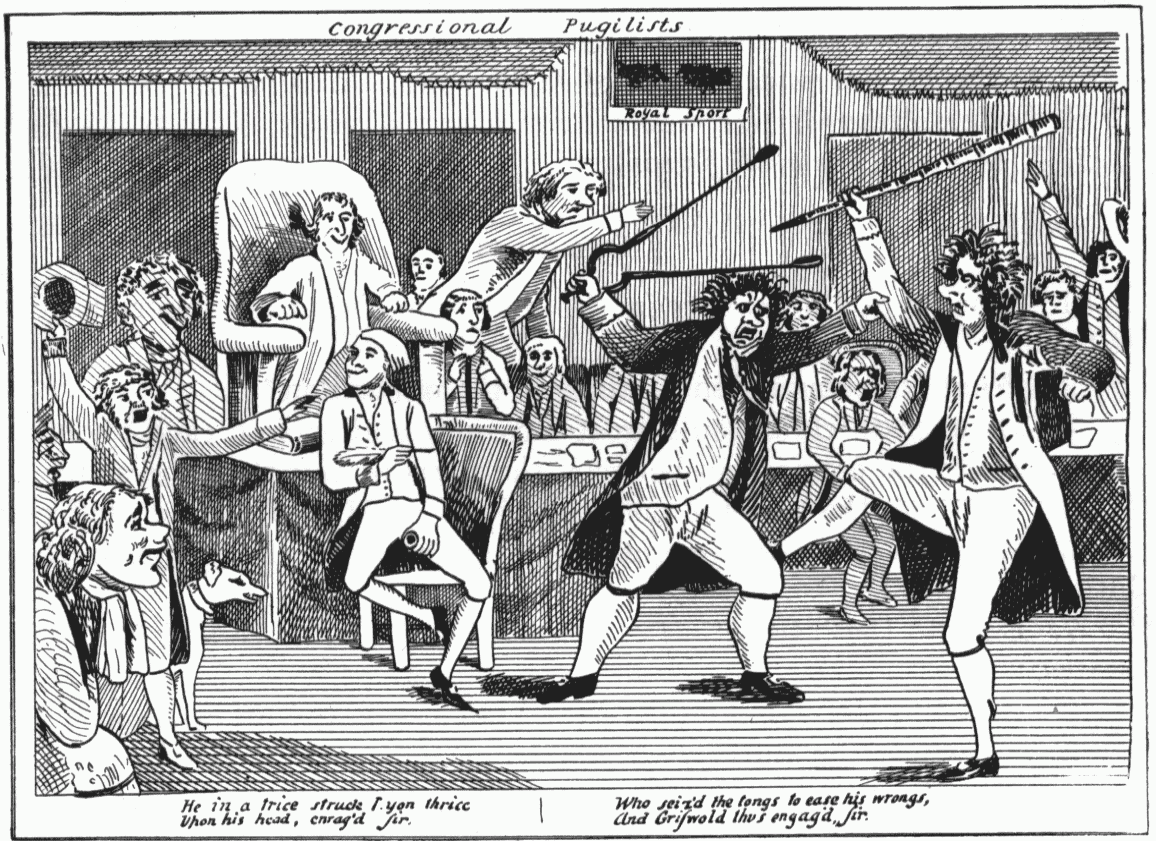 Congressional Pugilists
Royal Sport
He in a trice struck L.yon thrice
Upon his head, enrag'd Sir.
Who seiz'd the tongs to ease his wrongs,
And Griswold thus engag'd, Sir.